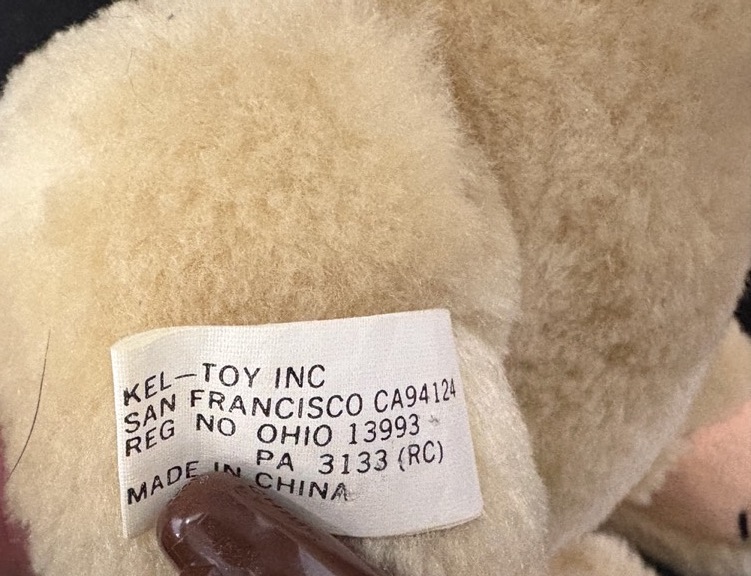 KEL-TOY INC
SAN FRANCISCO CA94124
REG NO OHIO 13993
PA 3133 (RC)
MADE IN CHINA